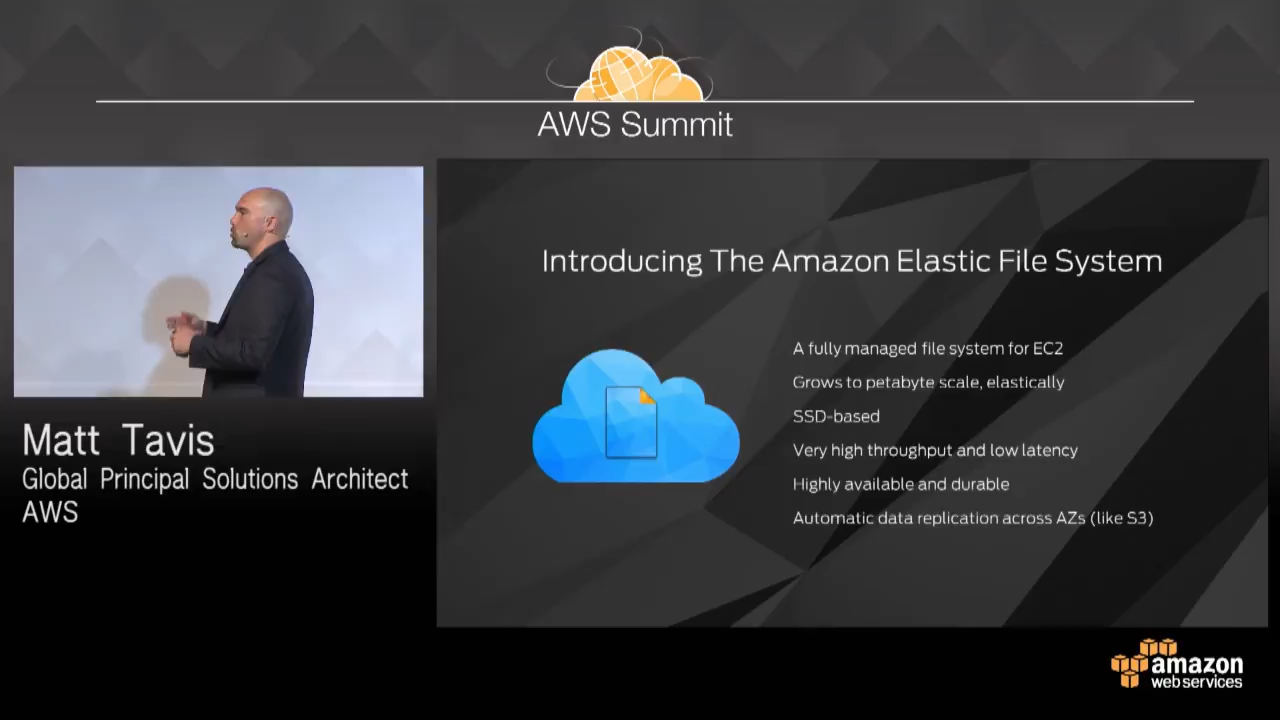 AWS Summit
Matt Tavis
Global Principal Solutions Architect
AWS
Introducing The Amazon Elastic File System
A fully managed file system for EC2
Grows to petabyte scale, elastically
SSD-based
Very high throughput and low latency
Highly available and durable
Automatic data replication across AZs (like S3)
amazon
web services